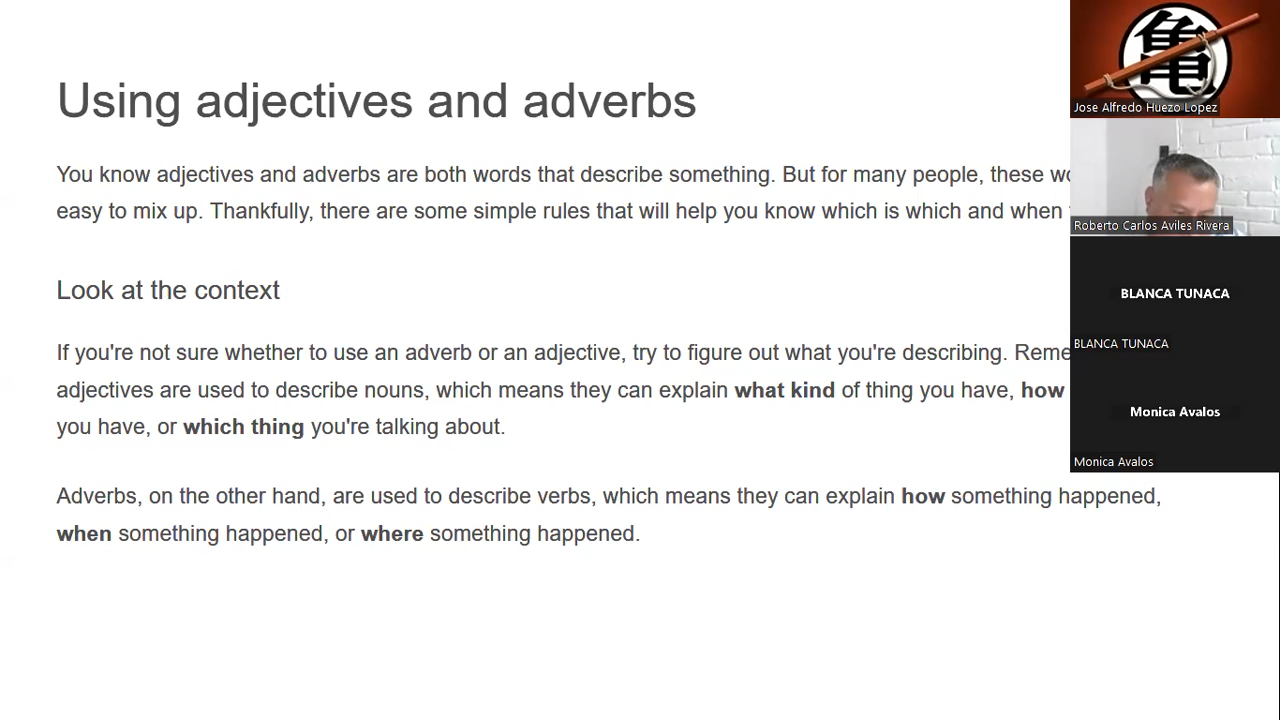 Using adjectives and adverbs
You know adjectives and adverbs are both words that describe something. But for many people, these
easy to mix up. Thankfully, there are some simple rules that will help you know which is which and when
Look at the context
If you're not sure whether to use an adverb or an adjective, try to figure out what you're describing.
adjectives are used to describe nouns, which means they can explain what kind of thing you have, how
you have, or which thing you're talking about.
Adverbs, on the other hand, are used to describe verbs, which means they can explain how something happened,
when something happened, or where something happened.
亀
Jose Alfredo Huezo Lopez
Roberto Carlos Aviles Rivera
BLANCA TUNACA
BLANCA TUNACA
Monica Avalos
Monica Avalos